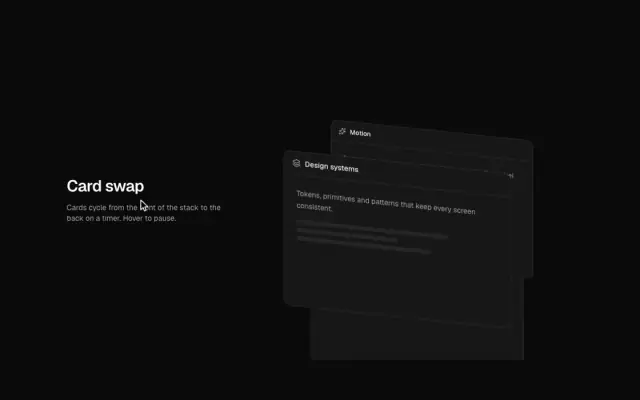 Motion
Design systems
Card swap
Tokens, primitives and patterns that keep every screen
consistent.
Cards cycle from the front of the stack to the
back on a timer. Hover to pause.